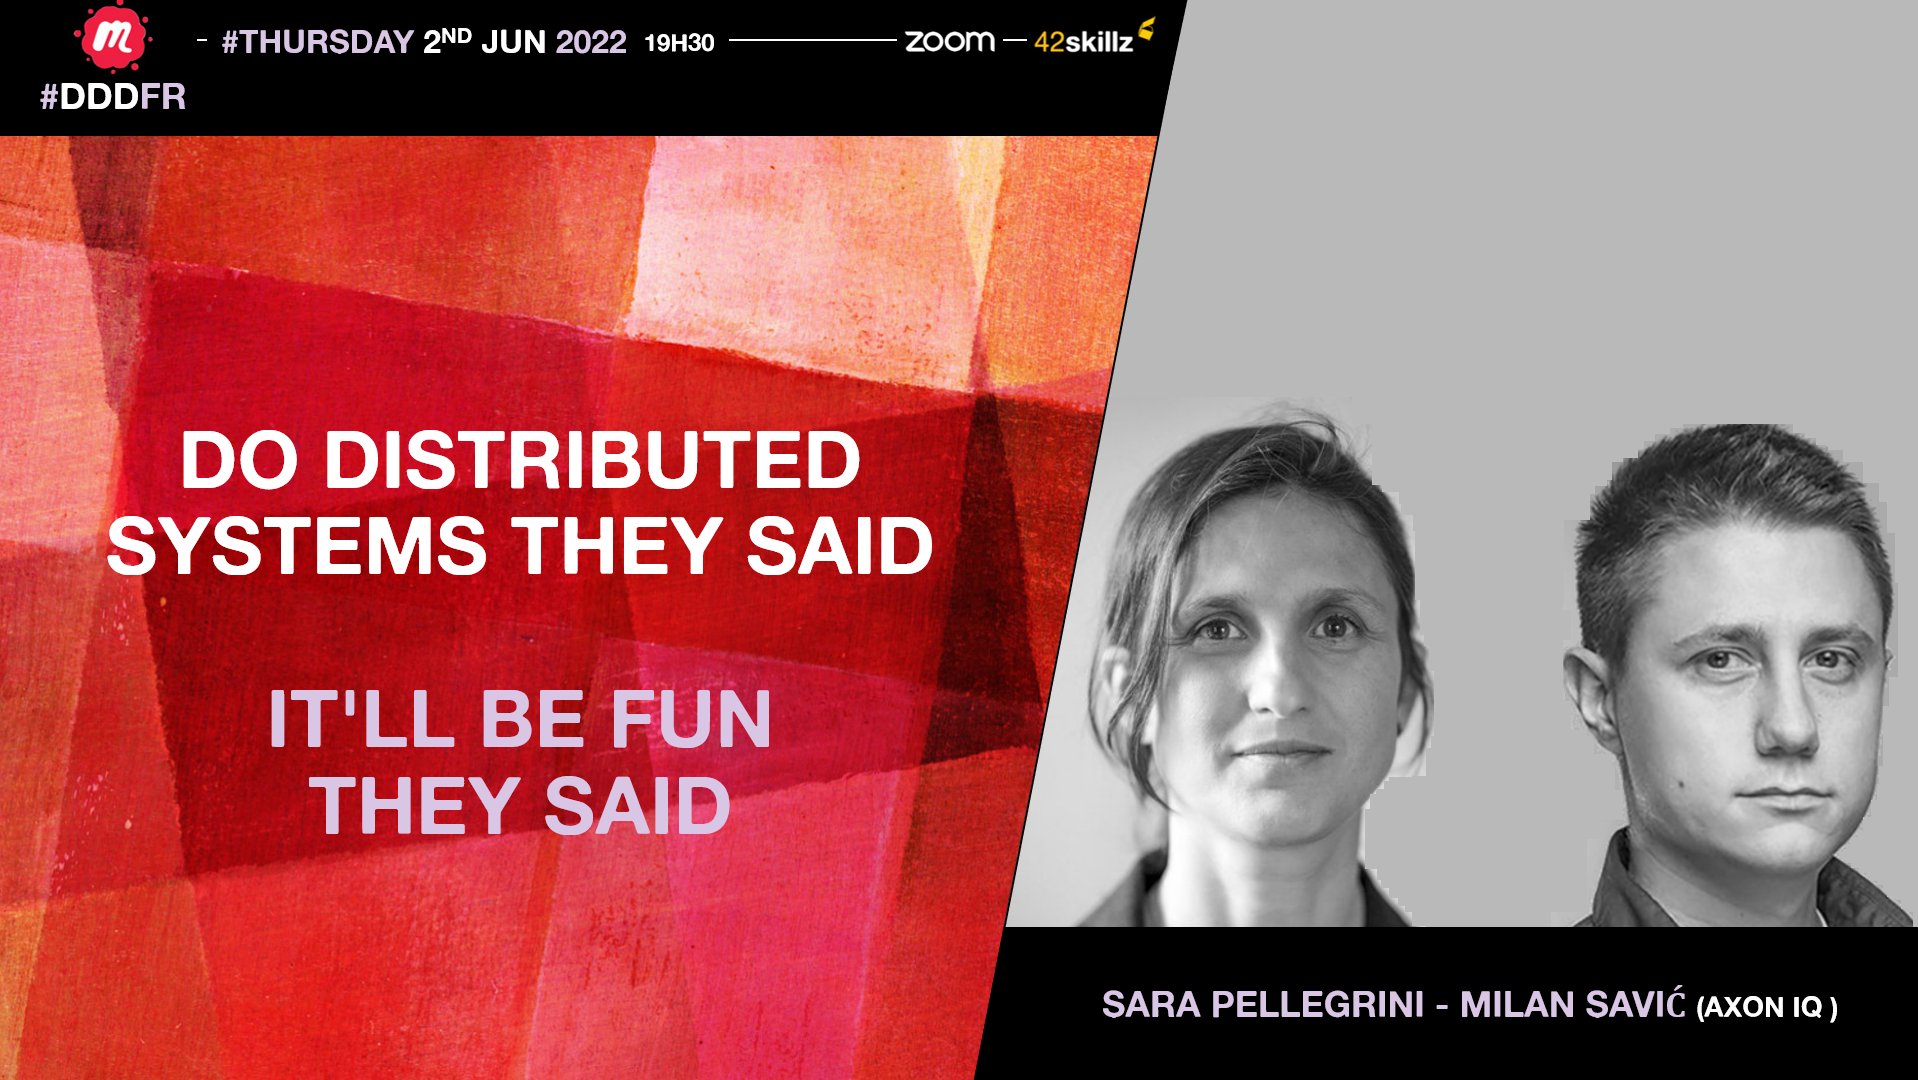 m
#DDDFR
#THURSDAY 2ND JUN 2022 19H30
zoom
42skillz
DO DISTRIBUTED
SYSTEMS THEY SAID
IT'LL BE FUN
THEY SAID
SARA PELLEGRINI - MILAN SAVIĆ (AXON IQ )